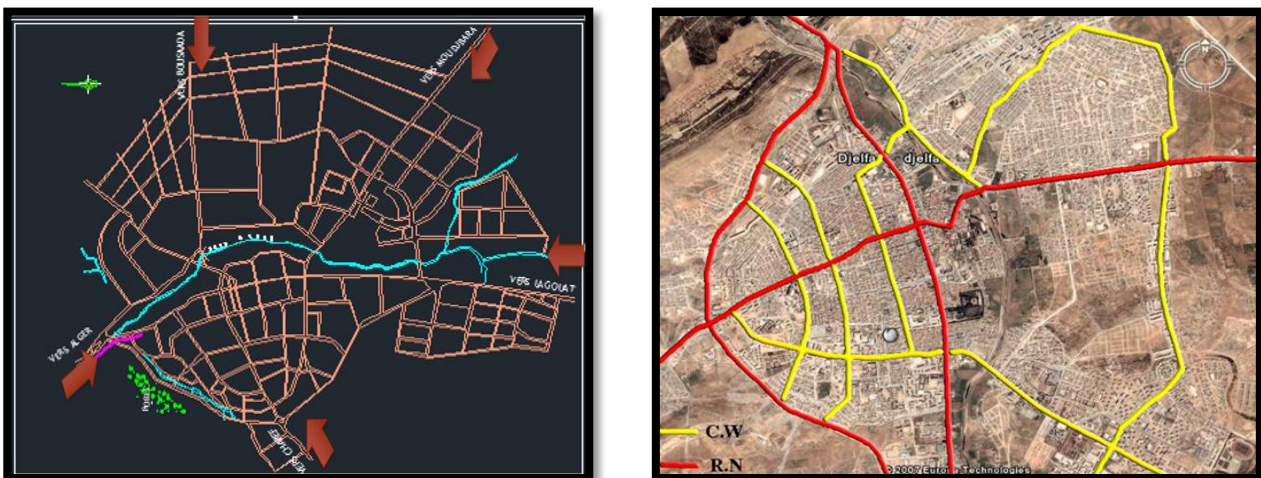 VERS BOUSAADA
VERS MOUDJBARA
VERS LAGOUAT
VERS ALGER
VERS CHAREF
Djelfa
djelfa
C.W
R.N
© 2007 Europa Technologies